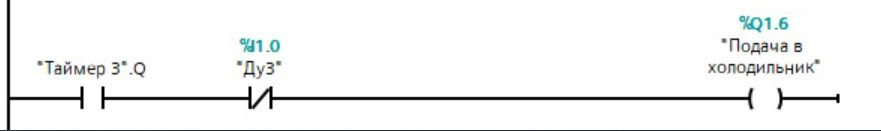 %Q1.6
%I1.0
"Подача в
"Таймер 3".Q
"Ду3"
холодильник"